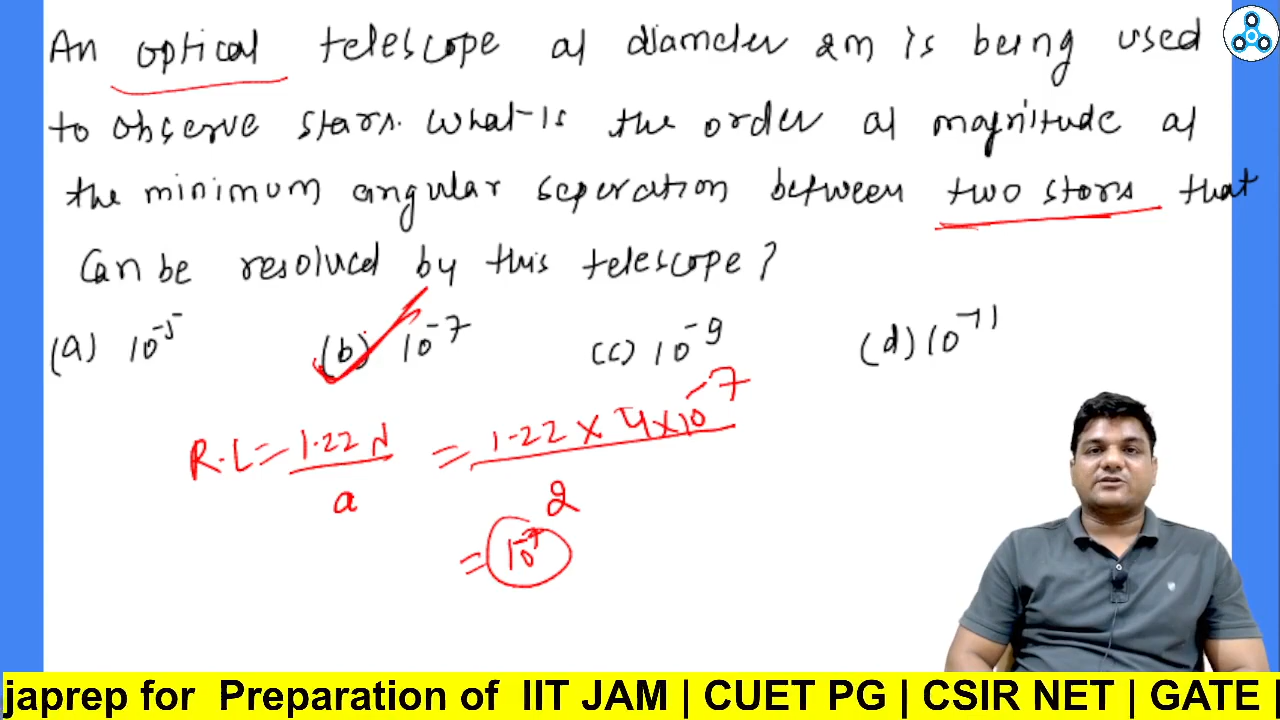 An optical telescope of diameter 2m is being used
to observe stars. What is the order of magnitude of
the minimum angular seperation between two stars that
can be resolved by this telescope?
(a) 10⁻⁵ (b) 10⁻⁷ (c) 10⁻⁹ (d) 10⁻¹¹
R.L = 1.22 λ / a = 1.22 × 4 × 10⁻⁷ / 2
= 10⁻⁷
japrep for Preparation of IIT JAM | CUET PG | CSIR NET | GATE |